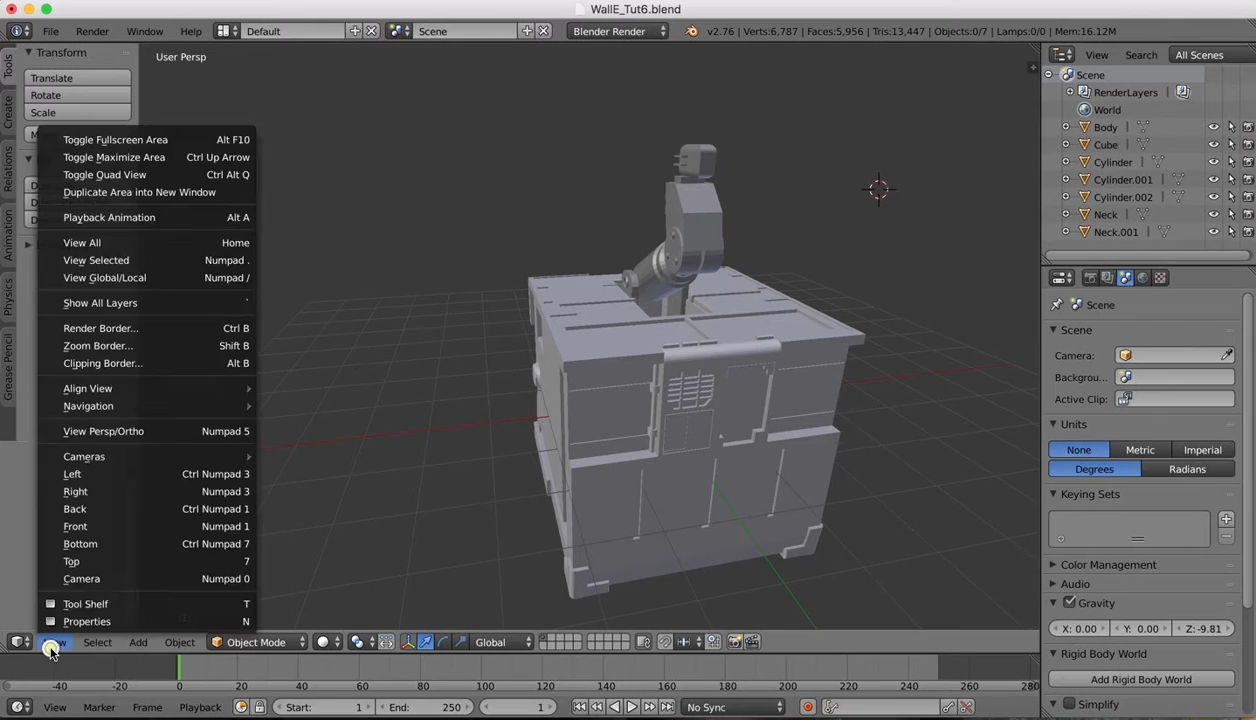 WallE_Tut6.blend
File Render Window Help Default Scene Blender Render v2.76 | Verts:6,787 | Faces:5,956 | Tris:13,447 | Objects:0/7 | Lamps:0/0 | Mem:16.12M
Tools
Create
Relations
Animation
Physics
Grease Pencil
Transform
Translate
Rotate
Scale
User Persp
Toggle Fullscreen Area Alt F10
Toggle Maximize Area Ctrl Up Arrow
Toggle Quad View Ctrl Alt Q
Duplicate Area into New Window
Playback Animation Alt A
View All Home
View Selected Numpad .
View Global/Local Numpad /
Show All Layers `
Render Border... Ctrl B
Zoom Border... Shift B
Clipping Border... Alt B
Align View
Navigation
View Persp/Ortho Numpad 5
Cameras
Left Ctrl Numpad 3
Right Numpad 3
Back Ctrl Numpad 1
Front Numpad 1
Bottom Ctrl Numpad 7
Top 7
Camera Numpad 0
Tool Shelf T
Properties N
Select Add Object Object Mode Global
-40 -20 0 20 40 60 80 100 120 140 160 180 200 220 240 260 280
View Marker Frame Playback Start: 1 End: 250 1 No Sync
View Search All Scenes
Scene
RenderLayers
World
Body
Cube
Cylinder
Cylinder.001
Cylinder.002
Neck
Neck.001
Scene
Scene
Camera:
Backgrou...
Active Clip:
Units
None Metric Imperial
Degrees Radians
Keying Sets
Color Management
Audio
Gravity
X: 0.00 Y: 0.00 Z: -9.81
Rigid Body World
Add Rigid Body World
Simplify